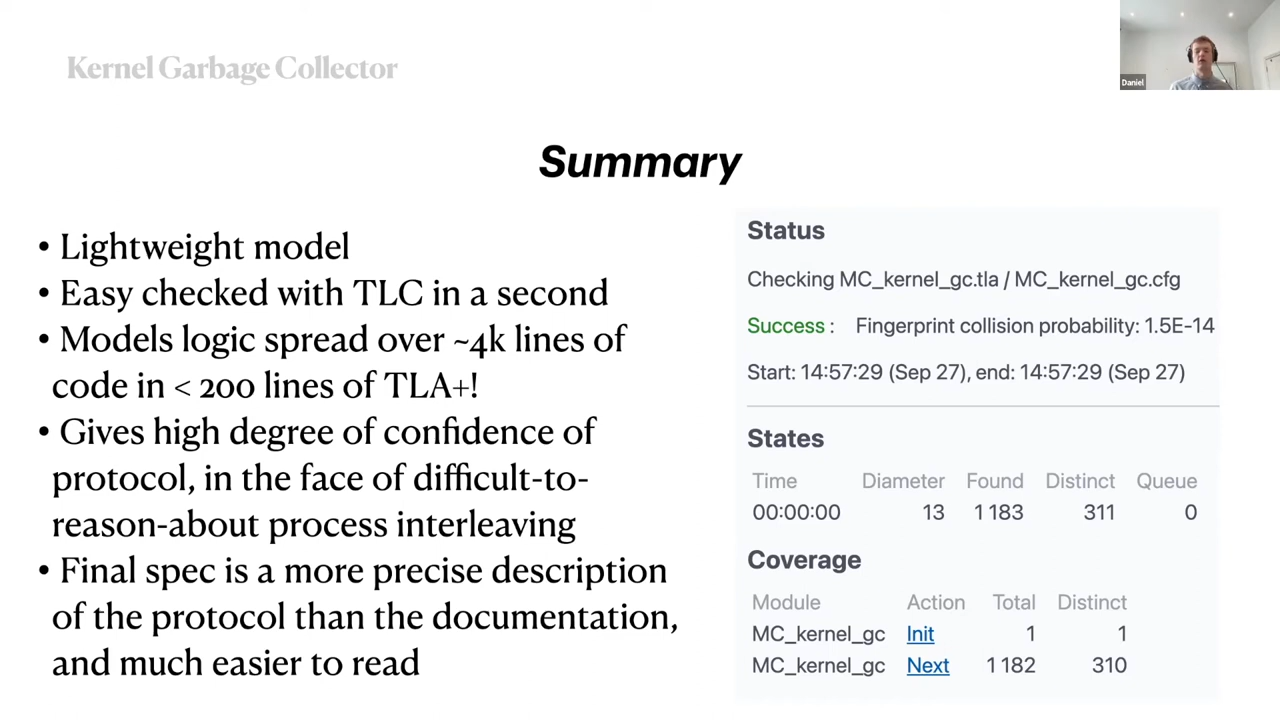 Kernel Garbage Collector
Daniel
Summary
• Lightweight model
• Easy checked with TLC in a second
• Models logic spread over ~4k lines of
code in < 200 lines of TLA+!
• Gives high degree of confidence of
protocol, in the face of difficult-to-
reason-about process interleaving
• Final spec is a more precise description
of the protocol than the documentation,
and much easier to read
Status
Checking MC_kernel_gc.tla / MC_kernel_gc.cfg
Success : Fingerprint collision probability: 1.5E-14
Start: 14:57:29 (Sep 27), end: 14:57:29 (Sep 27)
States
Time Diameter Found Distinct Queue
00:00:00 13 1 183 311 0
Coverage
Module Action Total Distinct
MC_kernel_gc Init 1 1
MC_kernel_gc Next 1 182 310